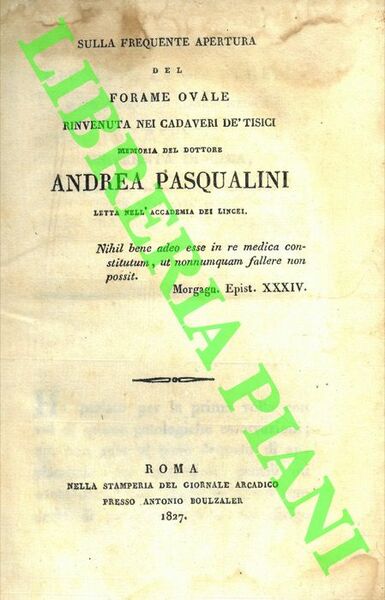 SULLA FREQUENTE APERTURA
DEL
FORAME OVALE
RINVENUTA NEI CADAVERI DE' TISICI
MEMORIA DEL DOTTORE
ANDREA PASQUALINI
LETTA NELL' ACCADEMIA DEI LINCEI.
Nihil bene adeo esse in re medica con-
stitutum, ut nonnumquam fallere non
possit.
Morgagn. Epist. XXXIV.
ROMA
NELLA STAMPERIA DEL GIORNALE ARCADICO
PRESSO ANTONIO BOULZALER
1827.
LIBRERIA PIANI